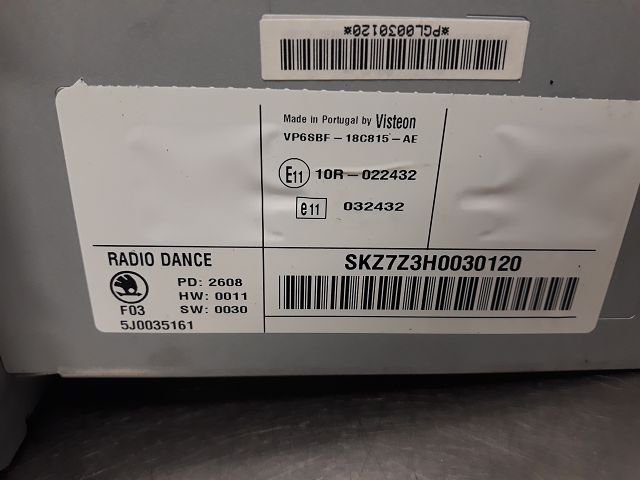 *PGL0030120*
Made in Portugal by Visteon
VP6SBF-18C815-AE
E11 10R-022432
e11 032432
RADIO DANCE
PD: 2608
HW: 0011
F03 SW: 0030
5J0035161
SKZ7Z3H0030120